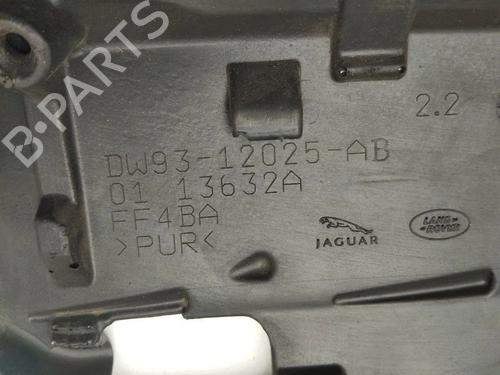 2.2
DW93-12025-AB
01 13632A
FF4BA
>PUR<
JAGUAR
LAND-
-ROVER
B-PARTS